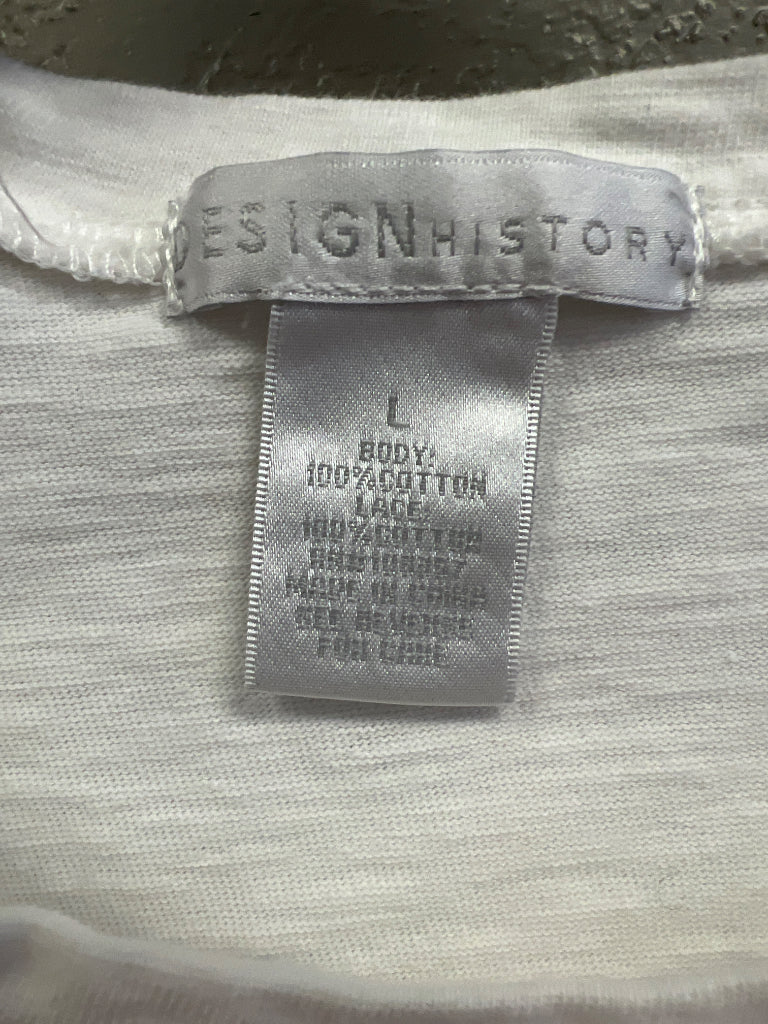 DESIGNHISTORY
L
BODY:
100%COTTON
LACE:
100%COTTON
MADE IN CHINA
SEE REVERSE
FOR CARE